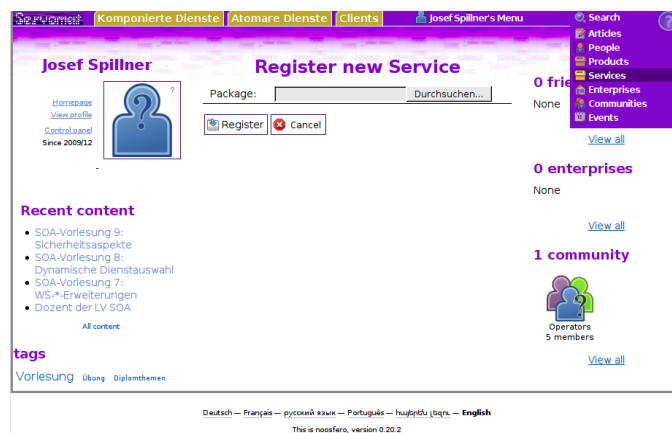 Komponierte Dienste
Atomare Dienste
Clients
Josef Spillner's Menu
Search
?
Articles
People
Products
Services
Enterprises
Communities
Events
Josef Spillner
Homepage
View profile
Control panel
Since 2009/12
?
-
Recent content
SOA-Vorlesung 9:
Sicherheitsaspekte
SOA-Vorlesung 8:
Dynamische Dienstauswahl
SOA-Vorlesung 7:
WS-*-Erweiterungen
Dozent der LV SOA
All content
tags
Vorlesung Übung Diplomthemen
Register new Service
Package: Durchsuchen...
Register
Cancel
0 frie
None
View all
0 enterprises
None
View all
1 community
?
Operators
5 members
View all
Deutsch — Français — русский язык — Português — հայերեն լեզու — English
This is noosfero, version 0.20.2